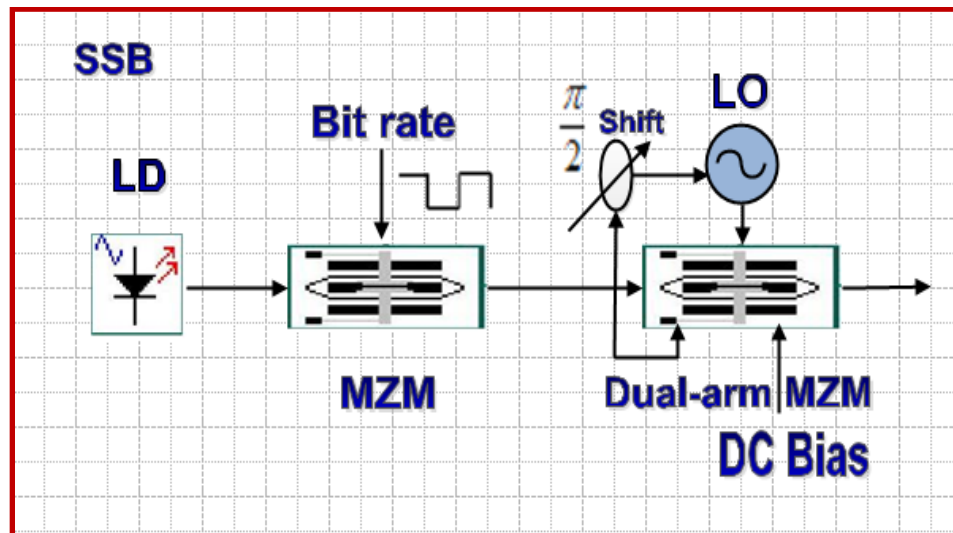 SSB
LO
π
2
Shift
Bit rate
LD
MZM
Dual-arm MZM
DC Bias